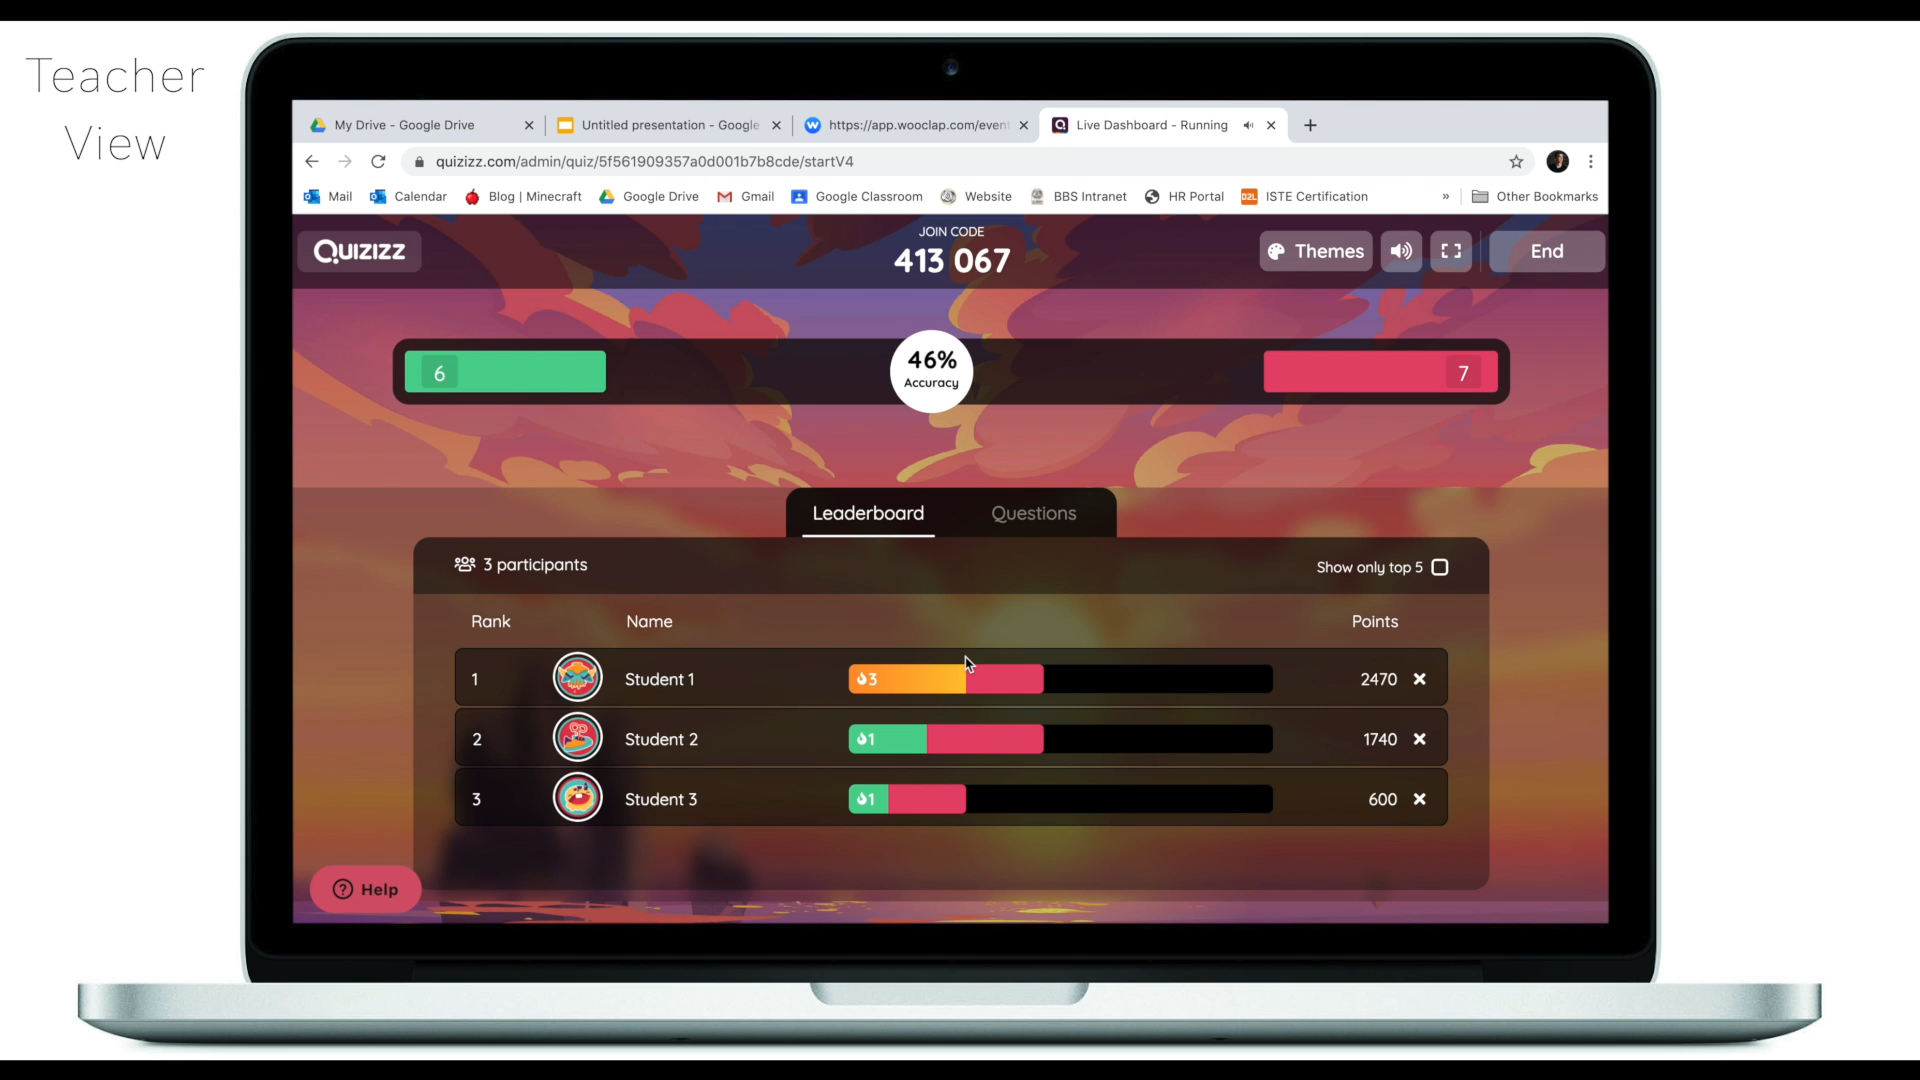 Teacher
View
My Drive - Google Drive
Untitled presentation - Google
https://app.wooclap.com/event
Live Dashboard - Running
quizizz.com/admin/quiz/5f561909357a0d001b7b8cde/startV4
Mail
Calendar
Blog | Minecraft
Google Drive
Gmail
Google Classroom
Website
BBS Intranet
HR Portal
D2L
ISTE Certification
»
Other Bookmarks
QUIZIZZ
JOIN CODE
413 067
Themes
End
6
46%
Accuracy
7
Leaderboard
Questions
3 participants
Show only top 5
Rank
Name
Points
1
Student 1
3
2470
2
Student 2
1
1740
3
Student 3
1
600
Help